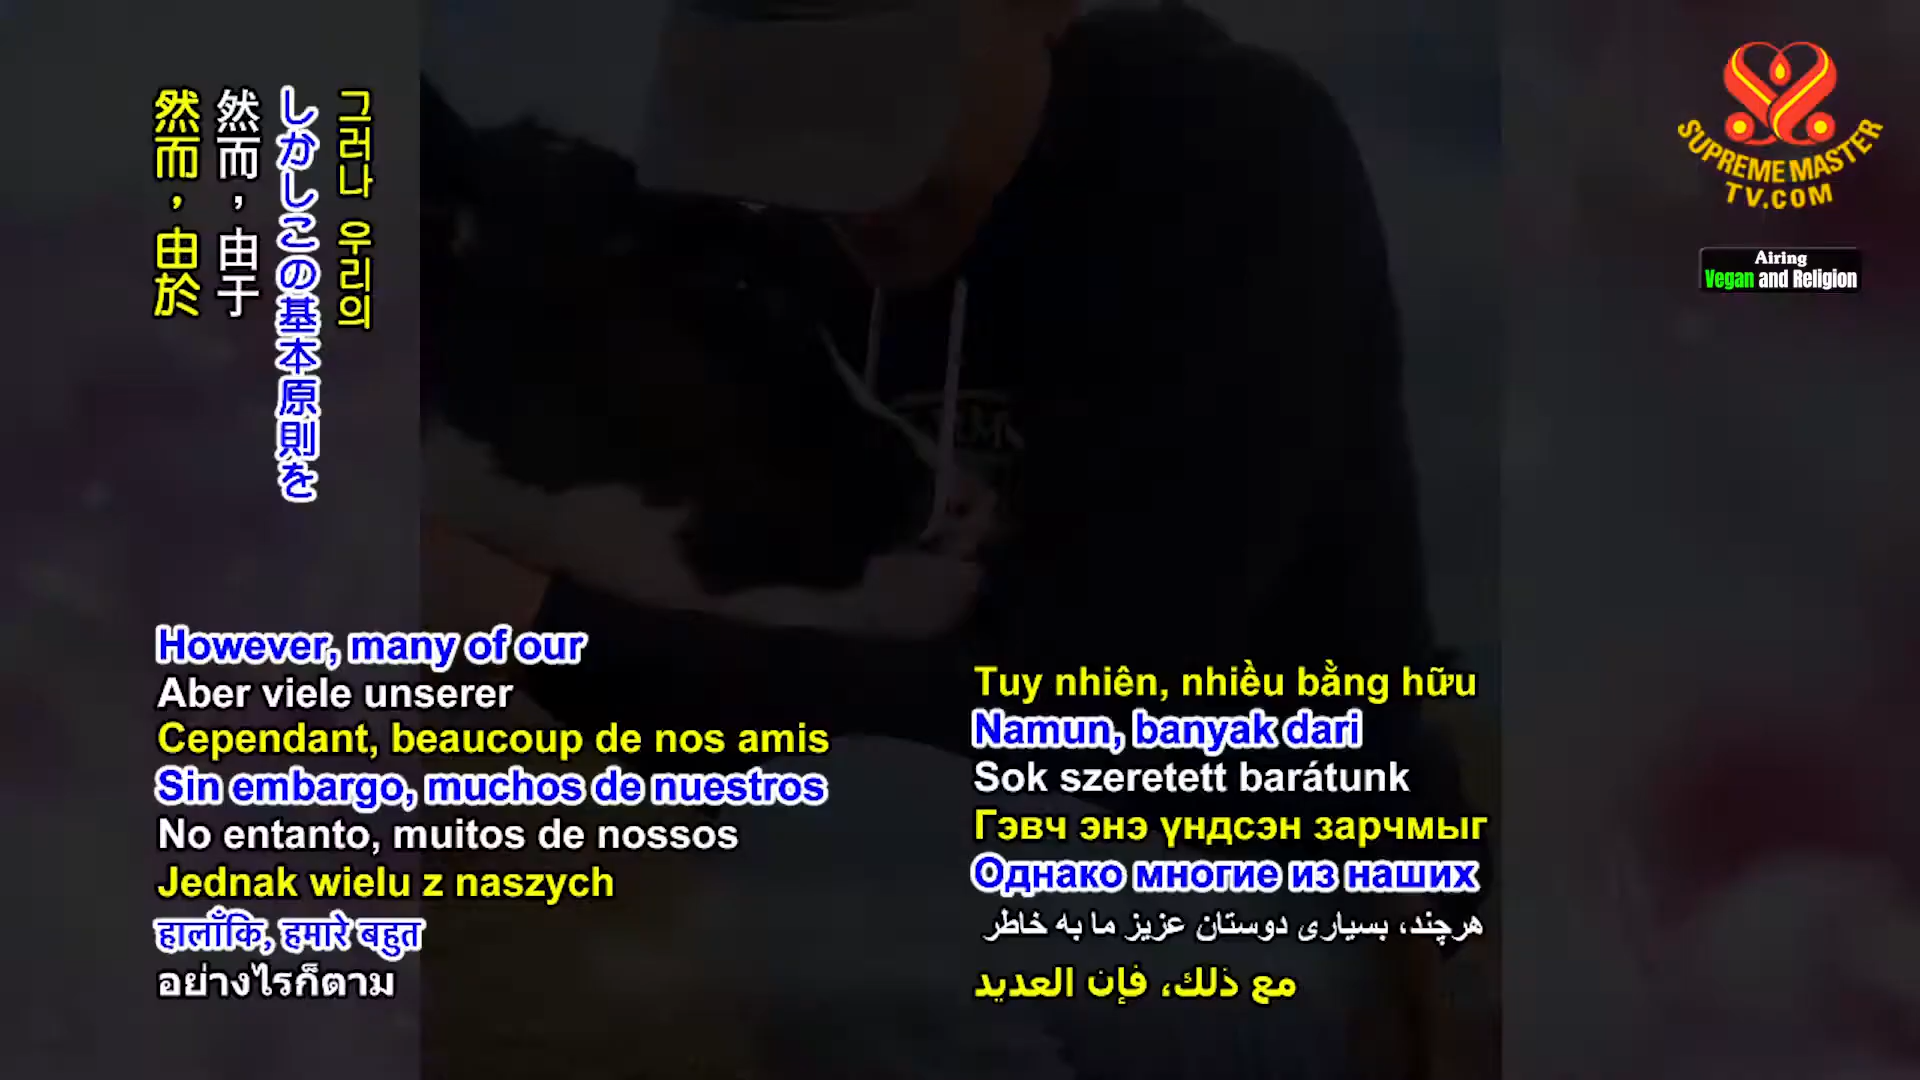 然而，由於
然而，由于
しかしこの基本原則を
그러나 우리의
SUPREME MASTER
TV.COM
Airing
Vegan and Religion
However, many of our
Aber viele unserer
Cependant, beaucoup de nos amis
Sin embargo, muchos de nuestros
No entanto, muitos de nossos
Jednak wielu z naszych
हालाँकि, हमारे बहुत
อย่างไรก็ตาม
Tuy nhiên, nhiều bằng hữu
Namun, banyak dari
Sok szeretett barátunk
Гэвч энэ үндсэн зарчмыг
Однако многие из наших
هرچند، بسیاری دوستان عزیز ما به خاطر
مع ذلك، فإن العديد